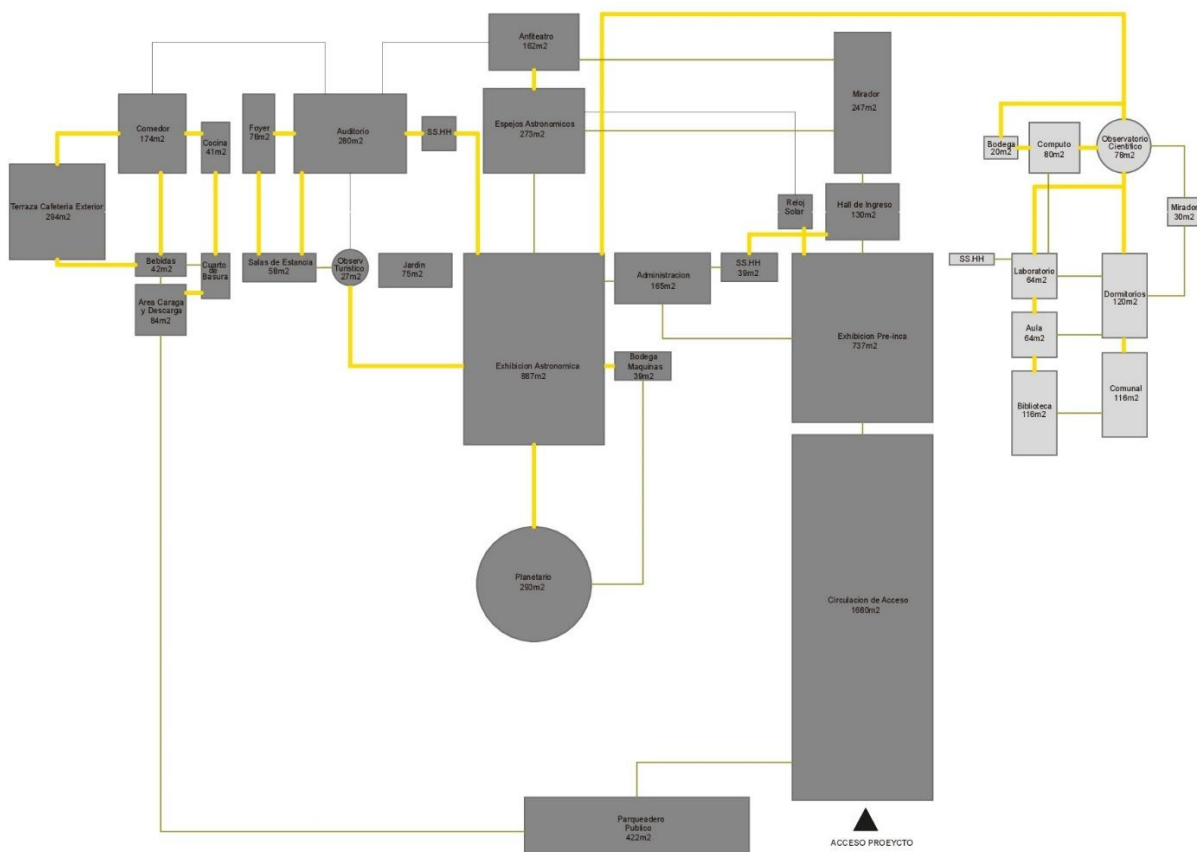 Anfiteatro
162m2
Mirador
247m2
Comedor
174m2
Cocina
41m2
Foyer
78m2
Auditorio
280m2
SS.HH
Espejos Astronomicos
273m2
Bodega
20m2
Computo
80m2
Observatorio
Cientifico
78m2
Terraza Cafeteria Exterior
294m2
Reloj
Solar
Hall de Ingreso
130m2
Mirador
30m2
Bebidas
42m2
Cuarto
de
Basura
Salas de Estancia
58m2
Observ
Turistico
27m2
Jardin
75m2
Administracion
165m2
SS.HH
39m2
SS.HH
Laboratorio
64m2
Dormitorios
120m2
Area Caraga
y Descarga
84m2
Exhibicion Astronomica
887m2
Bodega
Maquinas
39m2
Exhibicion Pre-inca
737m2
Aula
64m2
Biblioteca
116m2
Comunal
116m2
Planetario
293m2
Circulacion de Acceso
1680m2
Parqueadero
Publico
422m2
ACCESO PROEYCTO